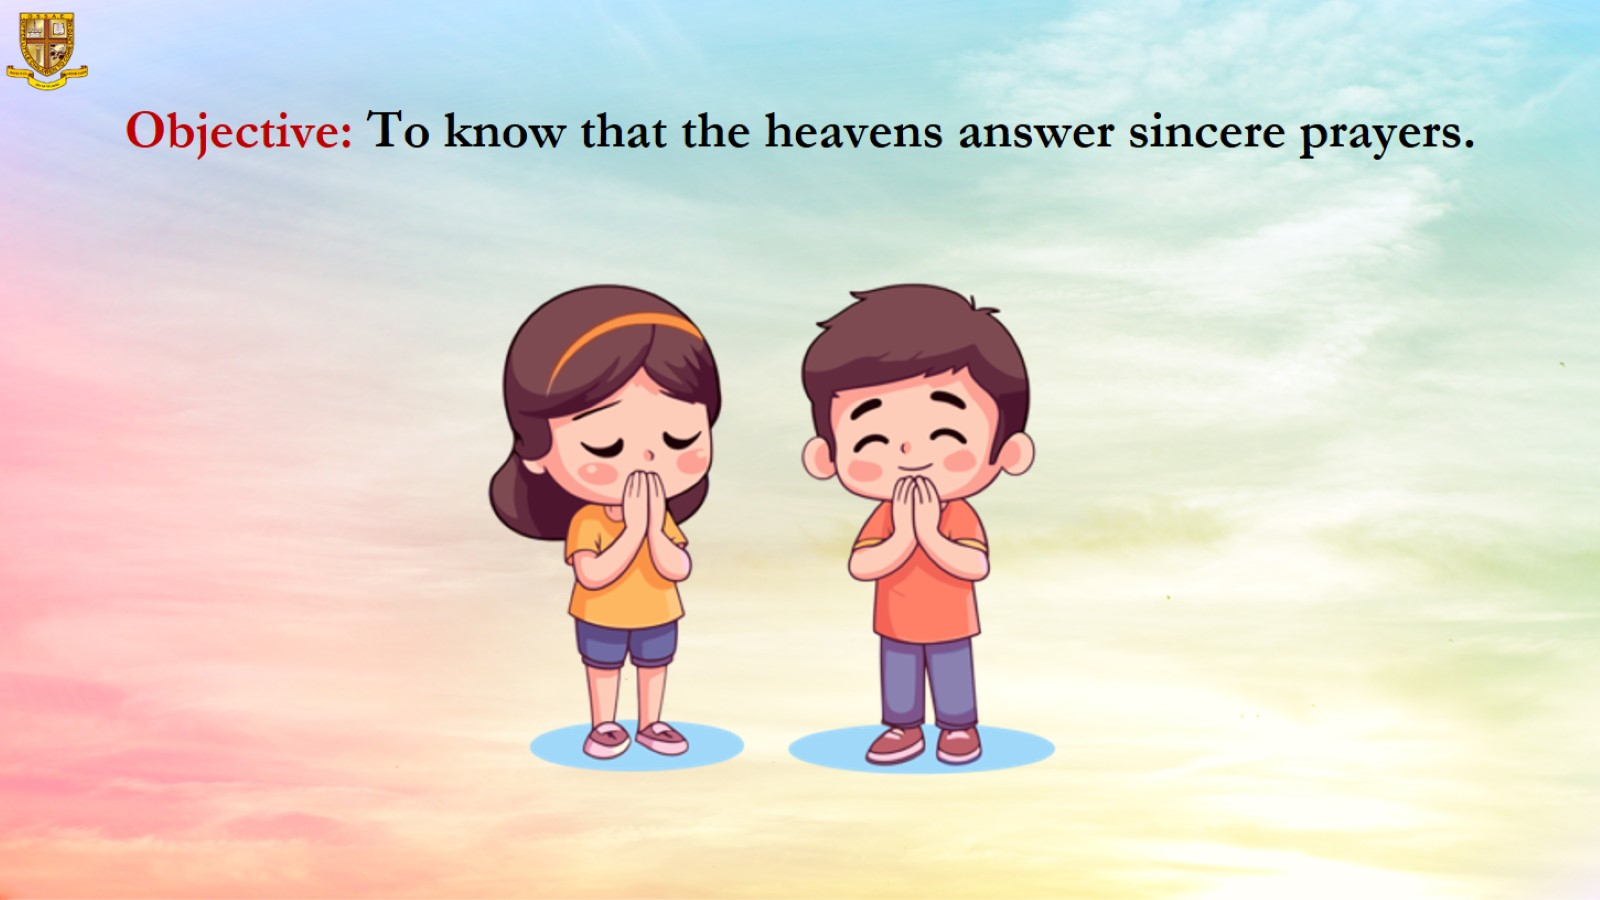 Objective: To know that the heavens answer sincere prayers.